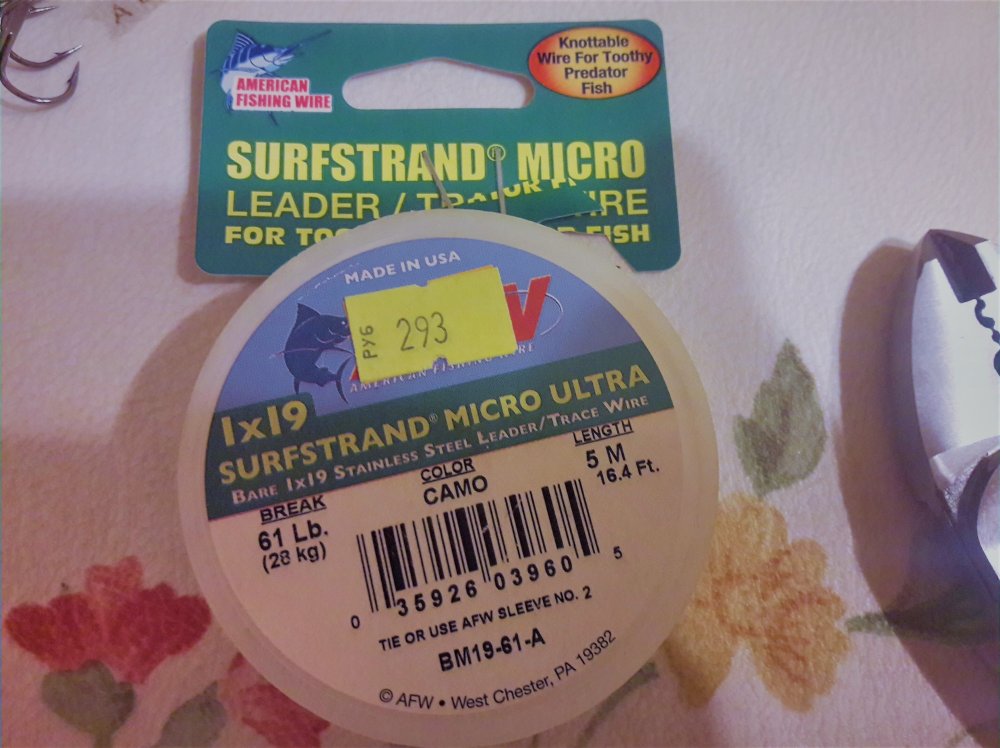 AMERICAN
FISHING WIRE
Knottable
Wire For Toothy
Predator
Fish
SURFSTRAND® MICRO
LEADER /
FOR FISH
MADE IN USA
РУБ 293
AMERICAN FISHING WIRE
1x19
SURFSTRAND® MICRO ULTRA
BARE 1X19 STAINLESS STEEL LEADER/TRACE WIRE
BREAK
61 Lb.
(28 kg)
COLOR
CAMO
LENGTH
5 M
16.4 Ft.
0 35926 03960 5
TIE OR USE AFW SLEEVE NO. 2
BM19-61-A
© AFW • West Chester, PA 19382